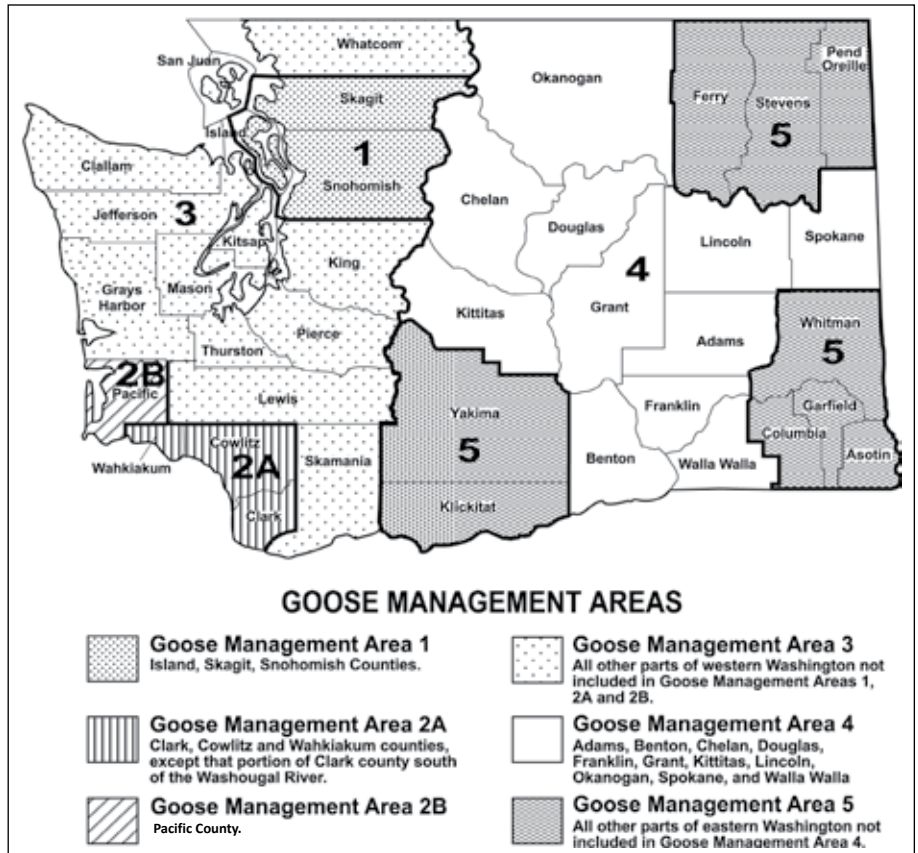 Whatcom
San Juan
Okanogan
Pend
Oreille
Skagit
Ferry
Stevens
Island
1
5
Clallam
Snohomish
Chelan
Jefferson
3
Douglas
Kitsap
Lincoln
Spokane
King
4
Mason
Grays
Harbor
Grant
Kittitas
Whitman
Pierce
Adams
5
Thurston
2B
Pacific
Lewis
Franklin
Garfield
Yakima
Columbia
Cowlitz
5
Asotin
2A
Skamania
Benton
Walla Walla
Wahkiakum
Klickitat
Clark
GOOSE MANAGEMENT AREAS
Goose Management Area 1
Island, Skagit, Snohomish Counties.
Goose Management Area 2A
Clark, Cowlitz and Wahkiakum counties,
except that portion of Clark county south
of the Washougal River.
Goose Management Area 2B
Pacific County.
Goose Management Area 3
All other parts of western Washington not
included in Goose Management Areas 1,
2A and 2B.
Goose Management Area 4
Adams, Benton, Chelan, Douglas,
Franklin, Grant, Kittitas, Lincoln,
Okanogan, Spokane, and Walla Walla
Goose Management Area 5
All other parts of eastern Washington not
included in Goose Management Area 4.